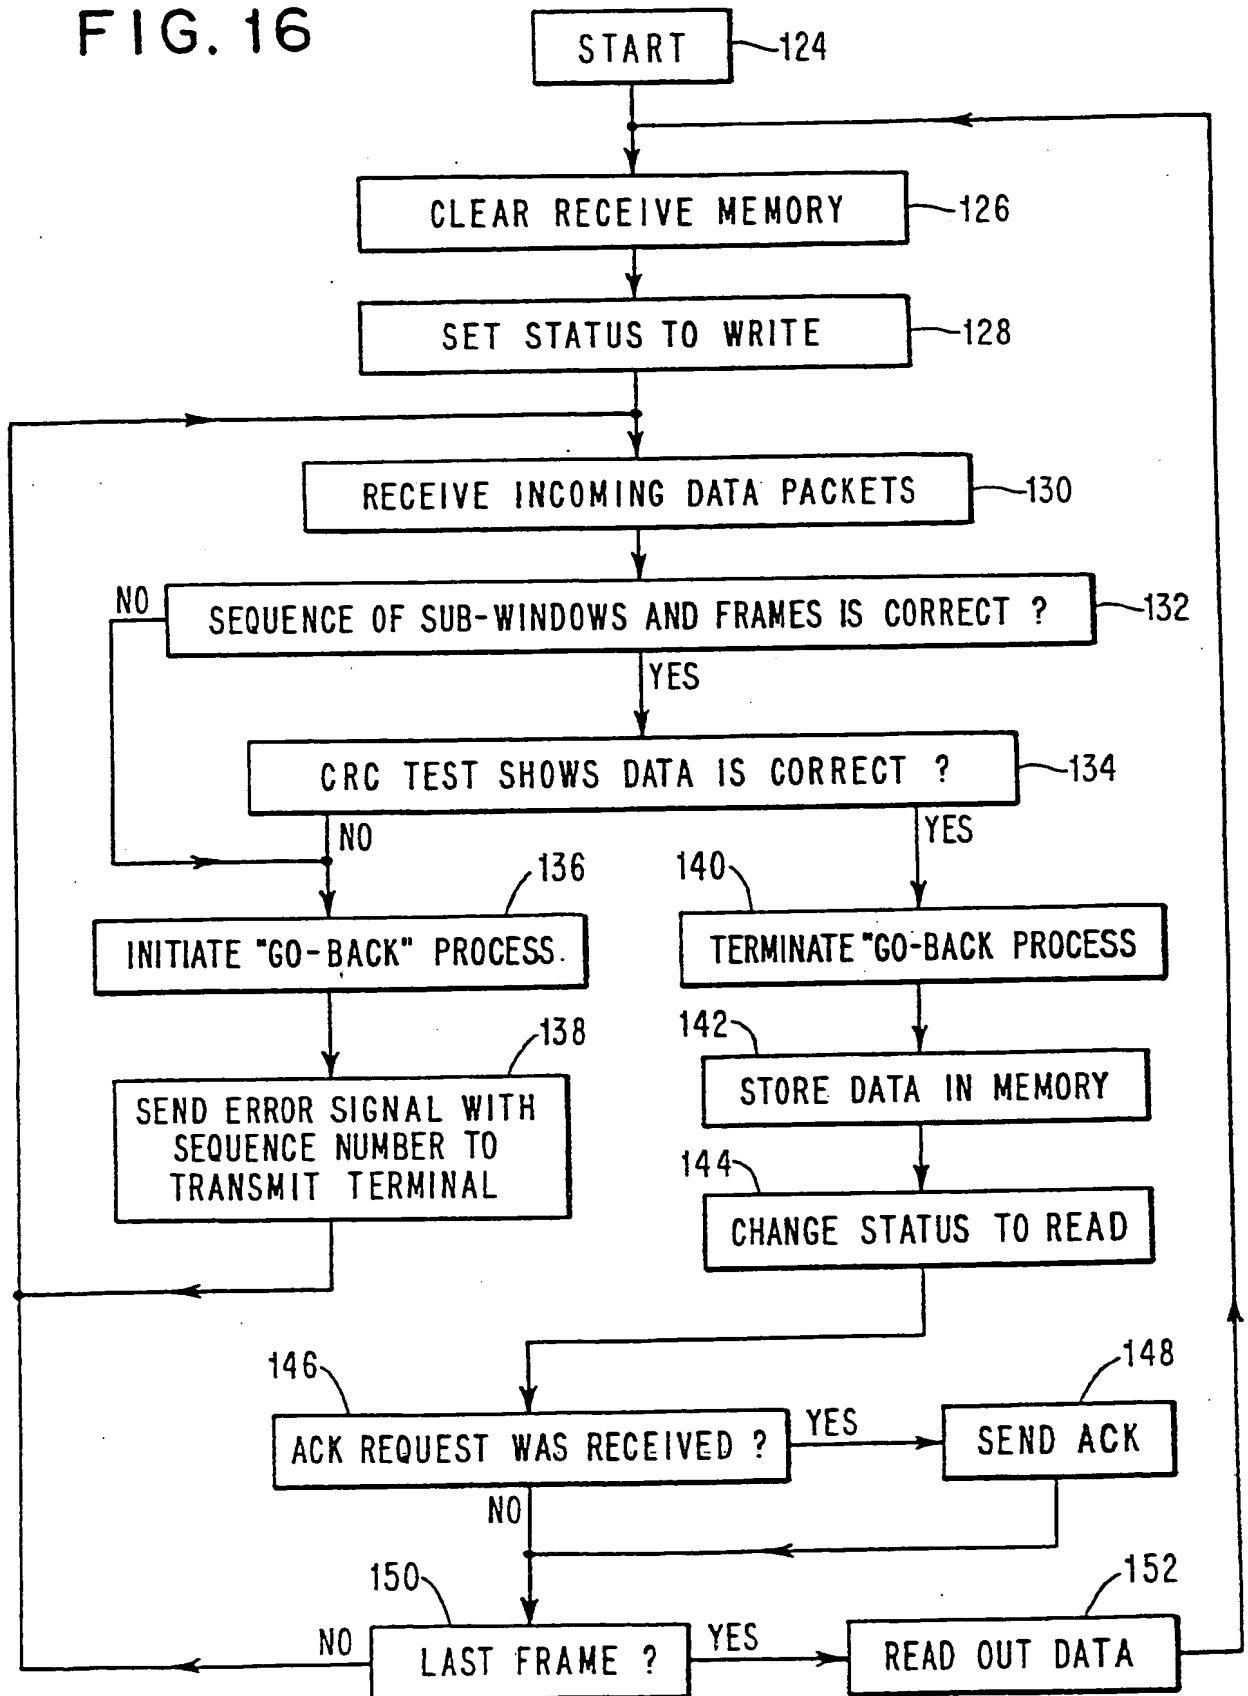 FIG. 16
START
124
CLEAR RECEIVE MEMORY
126
SET STATUS TO WRITE
128
RECEIVE INCOMING DATA PACKETS
130
NO
SEQUENCE OF SUB-WINDOWS AND FRAMES IS CORRECT ?
132
YES
CRC TEST SHOWS DATA IS CORRECT ?
134
NO
YES
136
140
INITIATE "GO-BACK" PROCESS.
TERMINATE "GO-BACK PROCESS
138
142
SEND ERROR SIGNAL WITH
SEQUENCE NUMBER TO
TRANSMIT TERMINAL
STORE DATA IN MEMORY
144
CHANGE STATUS TO READ
146
148
ACK REQUEST WAS RECEIVED ?
YES
SEND ACK
NO
150
152
NO
LAST FRAME ?
YES
READ OUT DATA